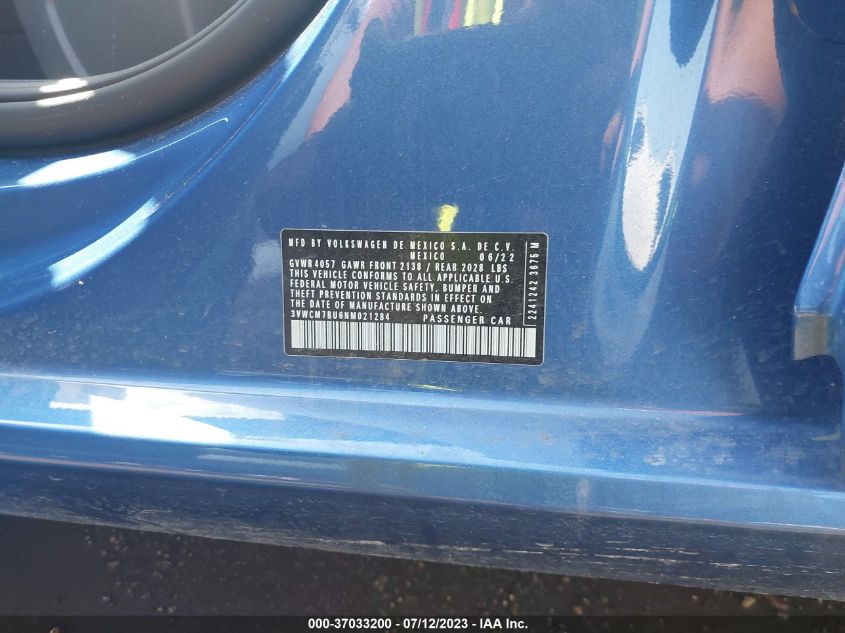 MFD BY VOLKSWAGEN DE MEXICO S.A. DE C.V.
MEXICO 06/22
GVWR 4057 GAWR FRONT 2138 / REAR 2028 LBS
THIS VEHICLE CONFORMS TO ALL APPLICABLE U.S.
FEDERAL MOTOR VEHICLE SAFETY, BUMPER AND
THEFT PREVENTION STANDARDS IN EFFECT ON
THE DATE OF MANUFACTURE SHOWN ABOVE.
3VWCM7BU6NM021284 PASSENGER CAR
2241242 3675 M
000-37033200 - 07/12/2023 - IAA Inc.